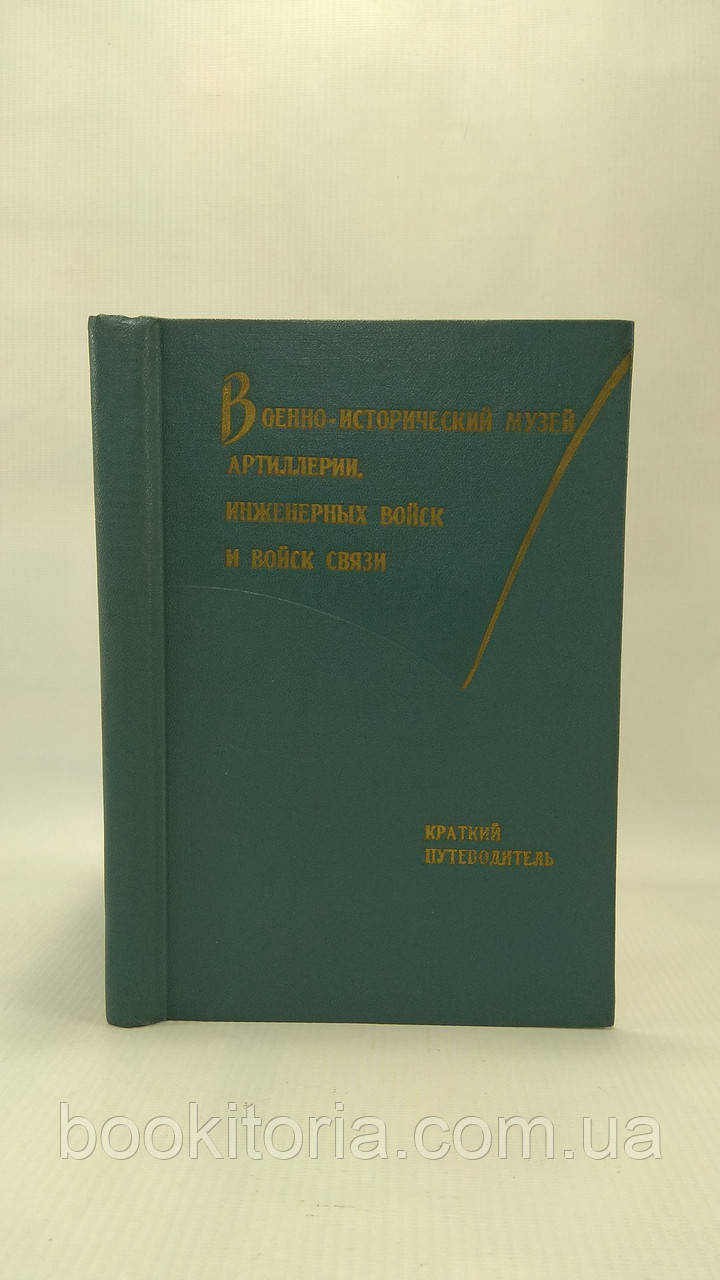 Военно-исторический музей
артиллерии,
инженерных войск
и войск связи
краткий
путеводитель
bookitoria.com.ua